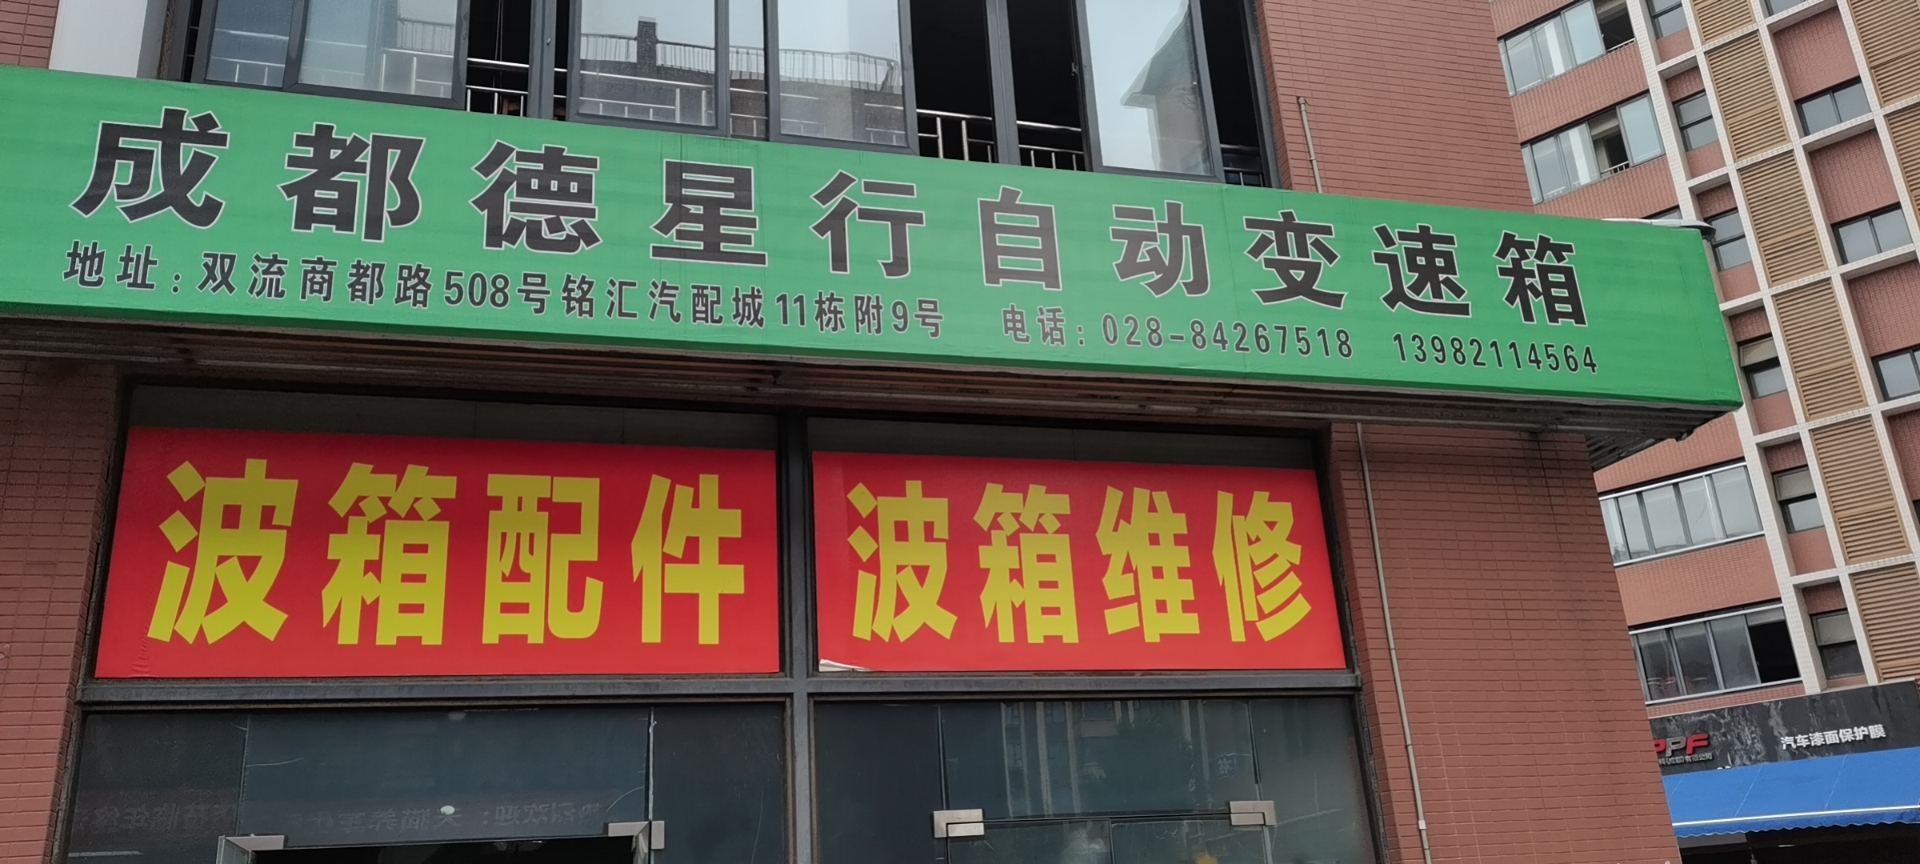 成都德星行自动变速箱
地址：双流商都路508号铭汇汽配城11栋附9号 电话：028-84267518 13982114564
波箱配件
波箱维修
PPF
汽车漆面保护膜